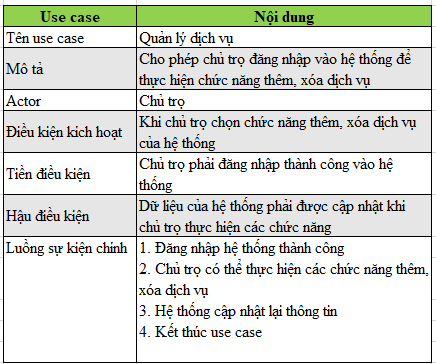 Use case Nội dung
Tên use case Quản lý dịch vụ
Mô tả Cho phép chủ trọ đăng nhập vào hệ thống để
thực hiện chức năng thêm, xóa dịch vụ
Actor Chủ trọ
Điều kiện kich hoạt Khi chủ trọ chọn chức năng thêm, xóa dịch vụ
của hệ thống
Tiền điều kiện Chủ trọ phải đăng nhập thành công vào hệ
thống
Hậu điều kiện Dữ liệu của hệ thống phải được cập nhật khi
chủ trọ thực hiện các chức năng
Luồng sự kiện chính 1. Đăng nhập hệ thống thành công
2. Chủ trọ có thể thực hiện các chức năng thêm,
xóa dịch vụ
3. Hệ thống cập nhật lại thông tin
4. Kết thúc use case